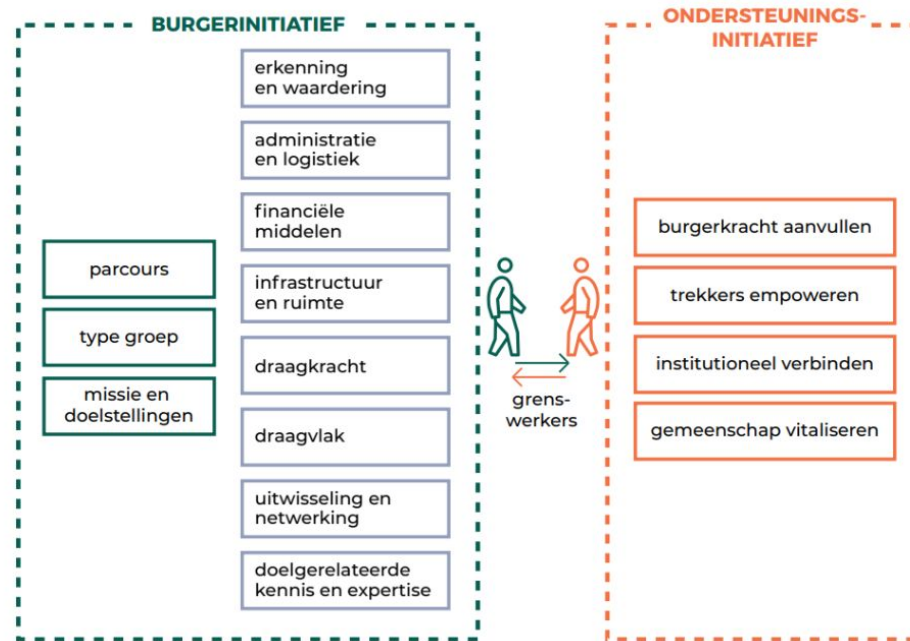 BURGERINITIATIEF
parcours
type groep
missie en
doelstellingen
erkenning
en waardering
administratie
en logistiek
financiële
middelen
infrastructuur
en ruimte
draagkracht
draagvlak
uitwisseling en
netwerking
doelgerelateerde
kennis en expertise
grens-
werkers
ONDERSTEUNINGS-
INITIATIEF
burgerkracht aanvullen
trekkers empoweren
institutioneel verbinden
gemeenschap vitaliseren